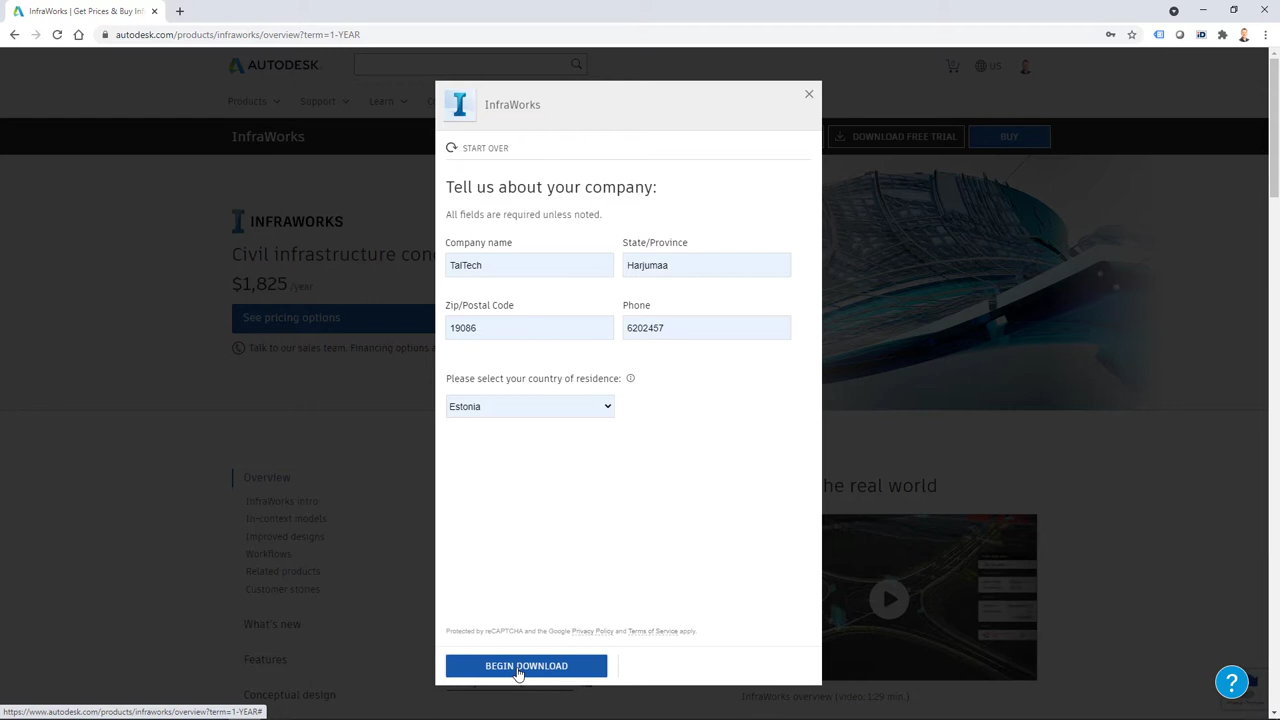 InfraWorks | Get Prices & Buy Inf
autodesk.com/products/infraworks/overview?term=1-YEAR
AUTODESK
US
Products Support Learn
InfraWorks
DOWNLOAD FREE TRIAL BUY
INFRAWORKS
Civil infrastructure con
$1,825 /year
See pricing options
Talk to our sales team. Financing options a
InfraWorks
START OVER
Tell us about your company:
All fields are required unless noted.
Company name State/Province
TalTech Harjumaa
Zip/Postal Code Phone
19086 6202457
Please select your country of residence:
Estonia
Protected by reCAPTCHA and the Google Privacy Policy and Terms of Service apply.
BEGIN DOWNLOAD
Overview
InfraWorks Intro
In-context models
Improved designs
Workflows
Related products
Customer stories
What's new
Features
Conceptual design
the real world
InfraWorks overview (video: 1:29 min.)
?
https://www.autodesk.com/products/infraworks/overview?term=1-YEAR#